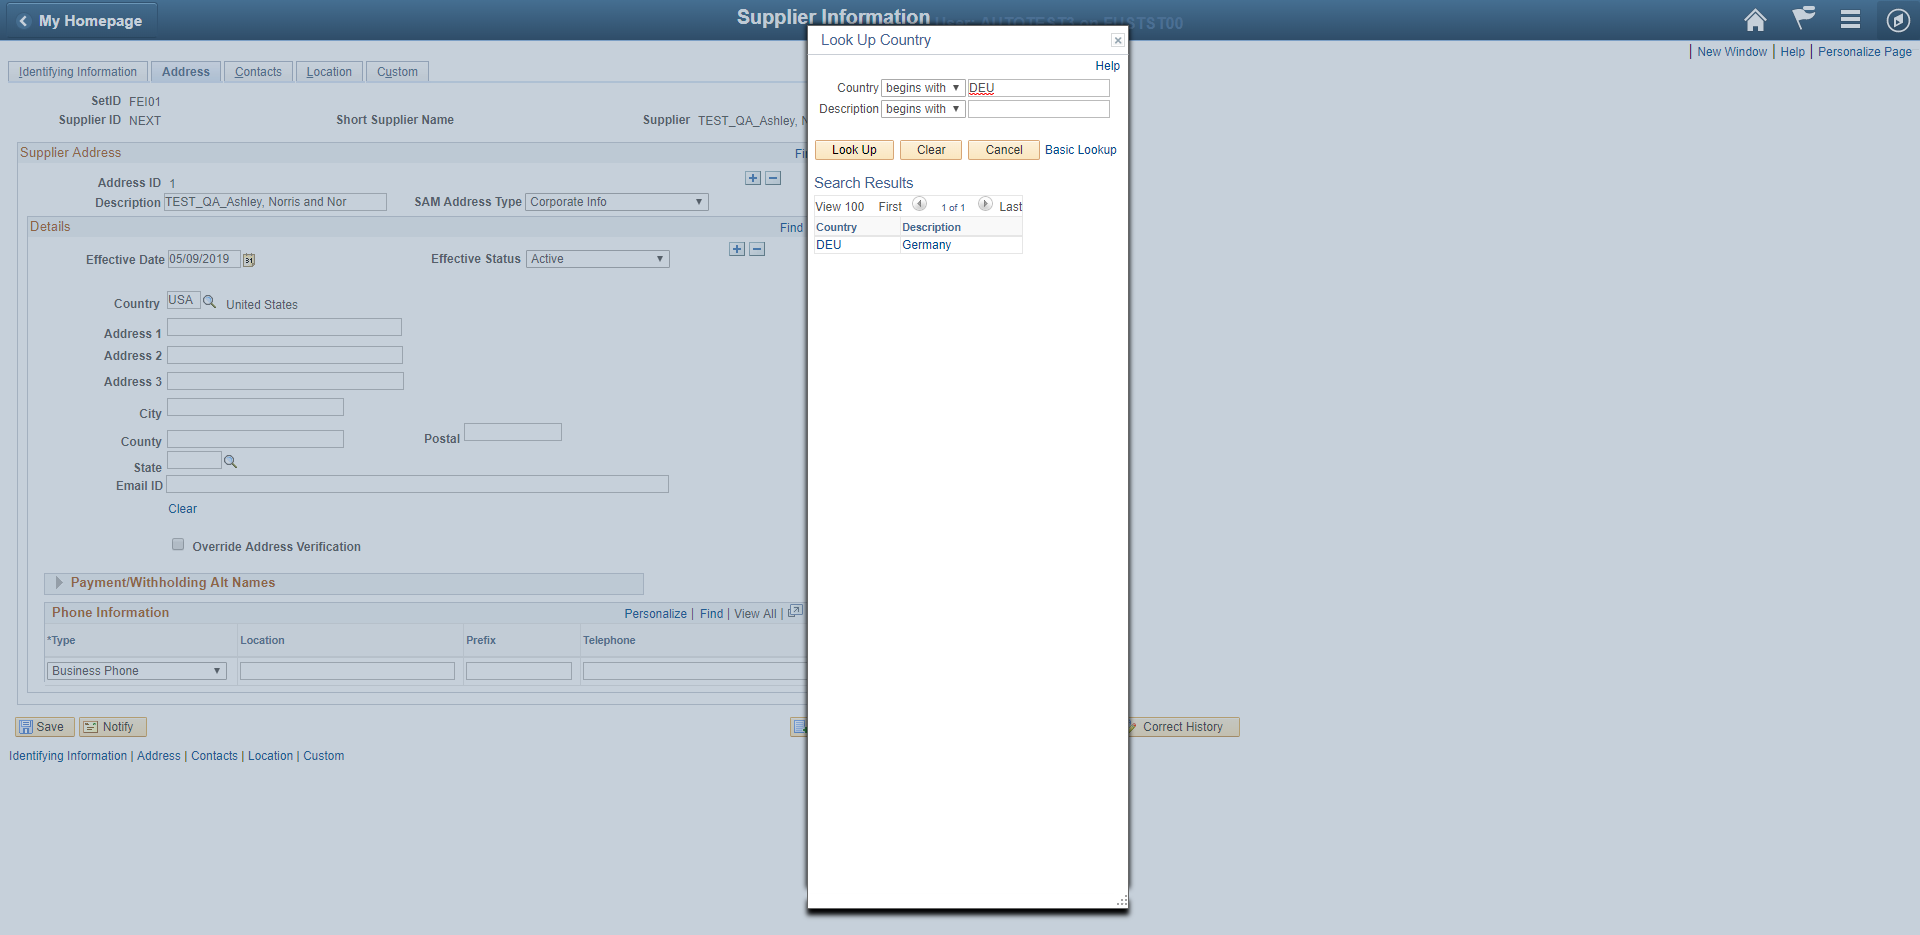 My Homepage
Supplier Information
User: AUTOTEST3 on FUSTST00
New Window | Help | Personalize Page
Identifying Information
Address
Contacts
Location
Custom
SetID FEI01
Supplier ID NEXT
Short Supplier Name
Supplier TEST_QA_Ashley, N
Supplier Address
Fi
Address ID 1
Description TEST_QA_Ashley, Norris and Nor
SAM Address Type Corporate Info
Details
Find
Effective Date 05/09/2019
31
Effective Status Active
Country USA United States
Address 1
Address 2
Address 3
City
County
Postal
State
Email ID
Clear
Override Address Verification
Payment/Withholding Alt Names
Phone Information
Personalize | Find | View All |
*Type
Location
Prefix
Telephone
Business Phone
Save
Notify
Correct History
Identifying Information | Address | Contacts | Location | Custom
Look Up Country
Help
Country begins with DEU
Description begins with
Look Up
Clear
Cancel
Basic Lookup
Search Results
View 100 First 1 of 1 Last
Country Description
DEU Germany